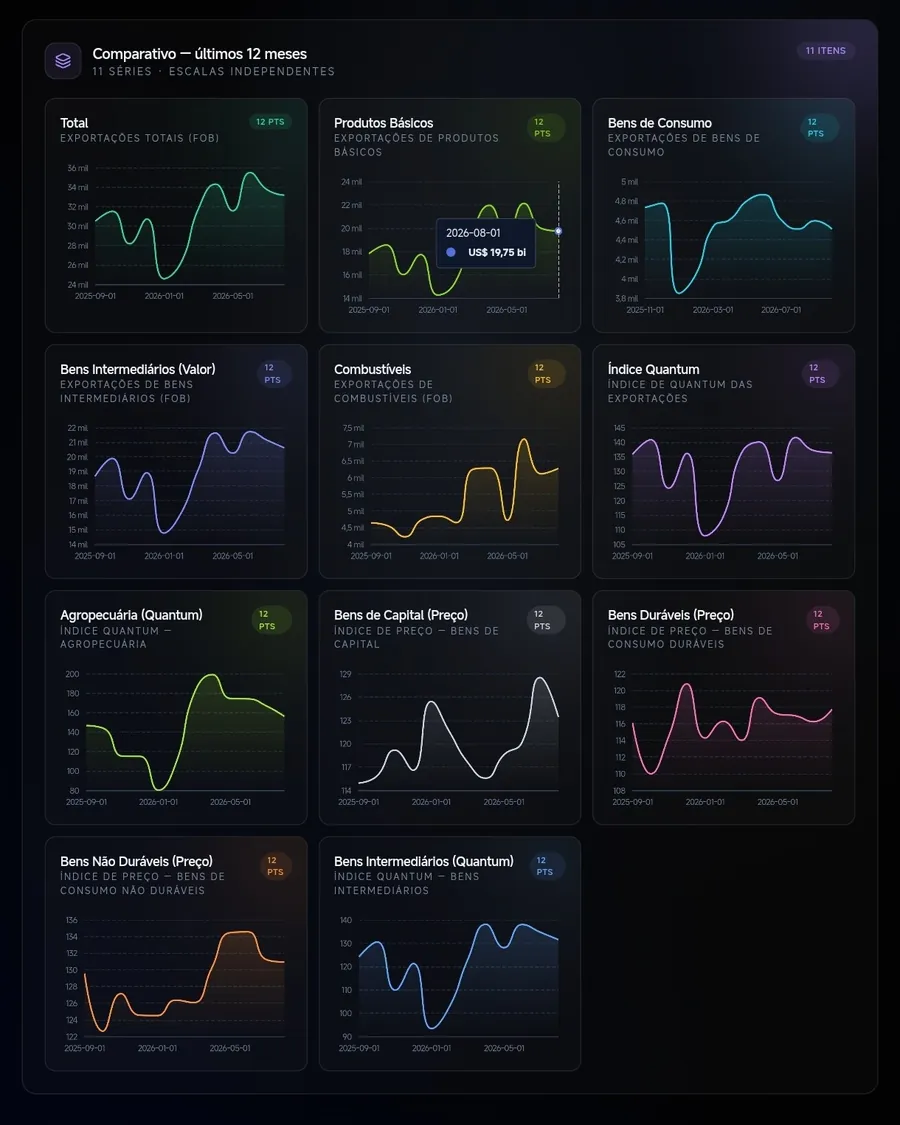 Comparativo — últimos 12 meses
11 SÉRIES · ESCALAS INDEPENDENTES
11 ITENS
Total
12 PTS
EXPORTAÇÕES TOTAIS (FOB)
36 mil
34 mil
32 mil
30 mil
28 mil
26 mil
24 mil
2025-09-01
2026-01-01
2026-05-01
Produtos Básicos
12
PTS
EXPORTAÇÕES DE PRODUTOS
BÁSICOS
24 mil
22 mil
20 mil
18 mil
16 mil
14 mil
2026-08-01
US$ 19,75 bi
2025-09-01
2026-01-01
2026-05-01
Bens de Consumo
12
PTS
EXPORTAÇÕES DE BENS DE
CONSUMO
5 mil
4,8 mil
4,6 mil
4,4 mil
4,2 mil
4 mil
3,8 mil
2025-11-01
2026-03-01
2026-07-01
Bens Intermediários (Valor)
12
PTS
EXPORTAÇÕES DE BENS
INTERMEDIÁRIOS (FOB)
22 mil
21 mil
20 mil
19 mil
18 mil
17 mil
16 mil
15 mil
14 mil
2025-09-01
2026-01-01
2026-05-01
Combustíveis
12
PTS
EXPORTAÇÕES DE
COMBUSTÍVEIS (FOB)
7,5 mil
7 mil
6,5 mil
6 mil
5,5 mil
5 mil
4,5 mil
4 mil
2025-09-01
2026-01-01
2026-05-01
Índice Quantum
12
PTS
ÍNDICE DE QUANTUM DAS
EXPORTAÇÕES
145
140
135
130
125
120
115
110
105
2025-09-01
2026-01-01
2026-05-01
Agropecuária (Quantum)
12
PTS
ÍNDICE QUANTUM —
AGROPECUÁRIA
200
180
160
140
120
100
80
2025-09-01
2026-01-01
2026-05-01
Bens de Capital (Preço)
12
PTS
ÍNDICE DE PREÇO — BENS DE
CAPITAL
129
126
123
120
117
114
2025-09-01
2026-01-01
2026-05-01
Bens Duráveis (Preço)
12
PTS
ÍNDICE DE PREÇO — BENS DE
CONSUMO DURÁVEIS
122
120
118
116
114
112
110
108
2025-09-01
2026-01-01
2026-05-01
Bens Não Duráveis (Preço)
12
PTS
ÍNDICE DE PREÇO — BENS DE
CONSUMO NÃO DURÁVEIS
136
134
132
130
128
126
124
122
2025-09-01
2026-01-01
2026-05-01
Bens Intermediários (Quantum)
12
PTS
ÍNDICE QUANTUM — BENS
INTERMEDIÁRIOS
140
130
120
110
100
90
2025-09-01
2026-01-01
2026-05-01